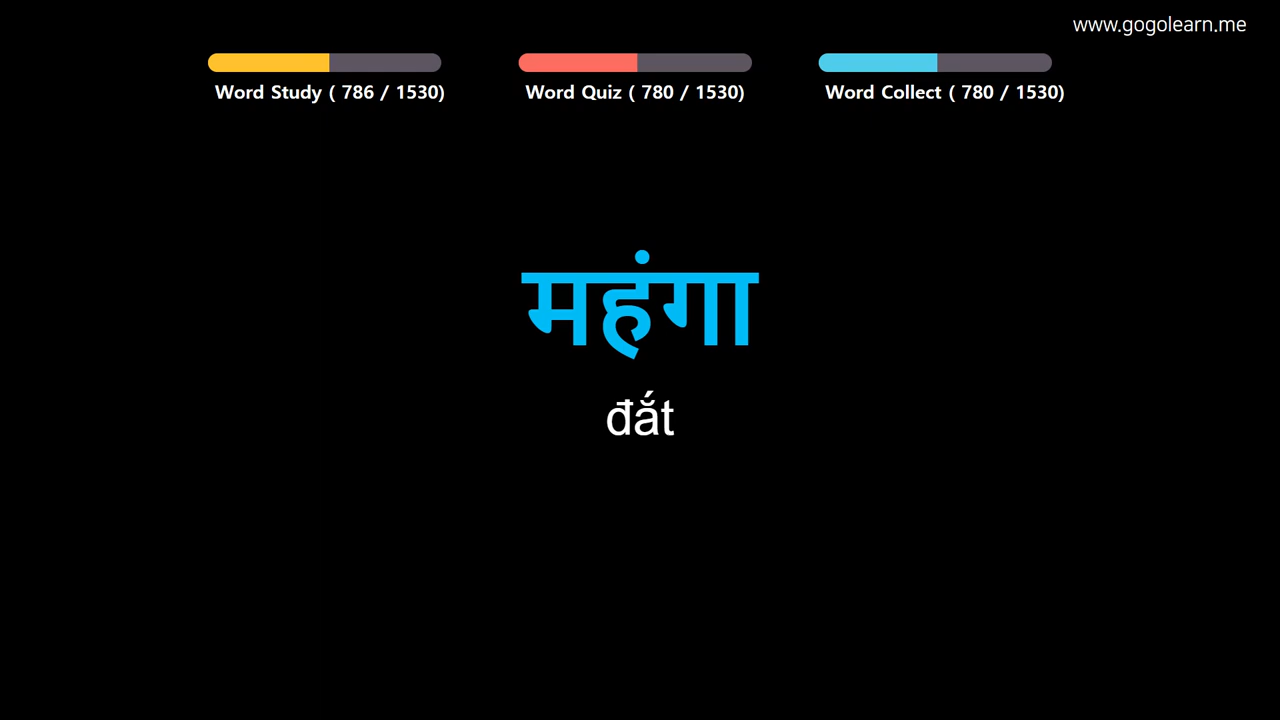 www.gogolearn.me
Word Study ( 786 / 1530)
Word Quiz ( 780 / 1530)
Word Collect ( 780 / 1530)
महंगा
đắt